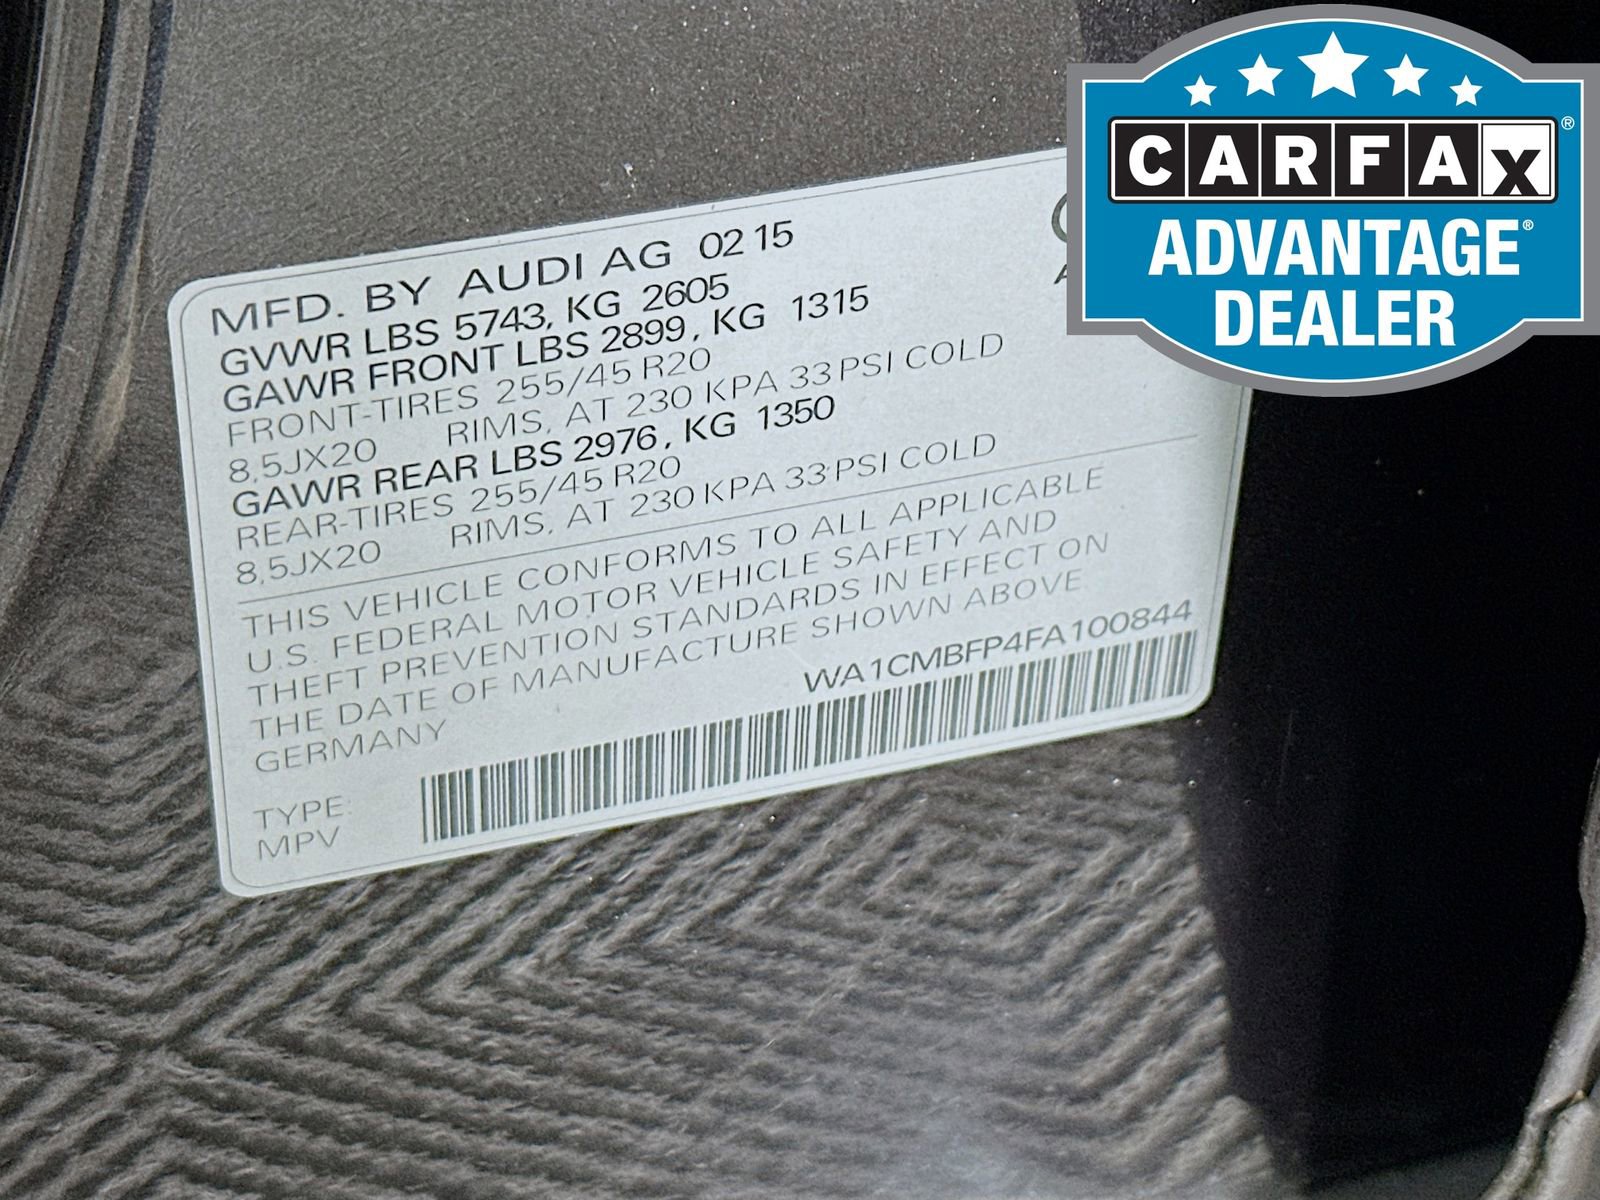 MFD. BY AUDI AG 02 15
GVWR LBS 5743, KG 2605
GAWR FRONT LBS 2899, KG 1315
FRONT-TIRES 255/45 R20
8,5JX20 RIMS, AT 230 KPA 33 PSI COLD
GAWR REAR LBS 2976, KG 1350
REAR-TIRES 255/45 R20
8,5JX20 RIMS, AT 230 KPA 33 PSI COLD
THIS VEHICLE CONFORMS TO ALL APPLICABLE
U.S. FEDERAL MOTOR VEHICLE SAFETY AND
THEFT PREVENTION STANDARDS IN EFFECT ON
THE DATE OF MANUFACTURE SHOWN ABOVE
GERMANY
WA1CMBFP4FA100844
TYPE:
MPV
CARFAX®
ADVANTAGE®
DEALER